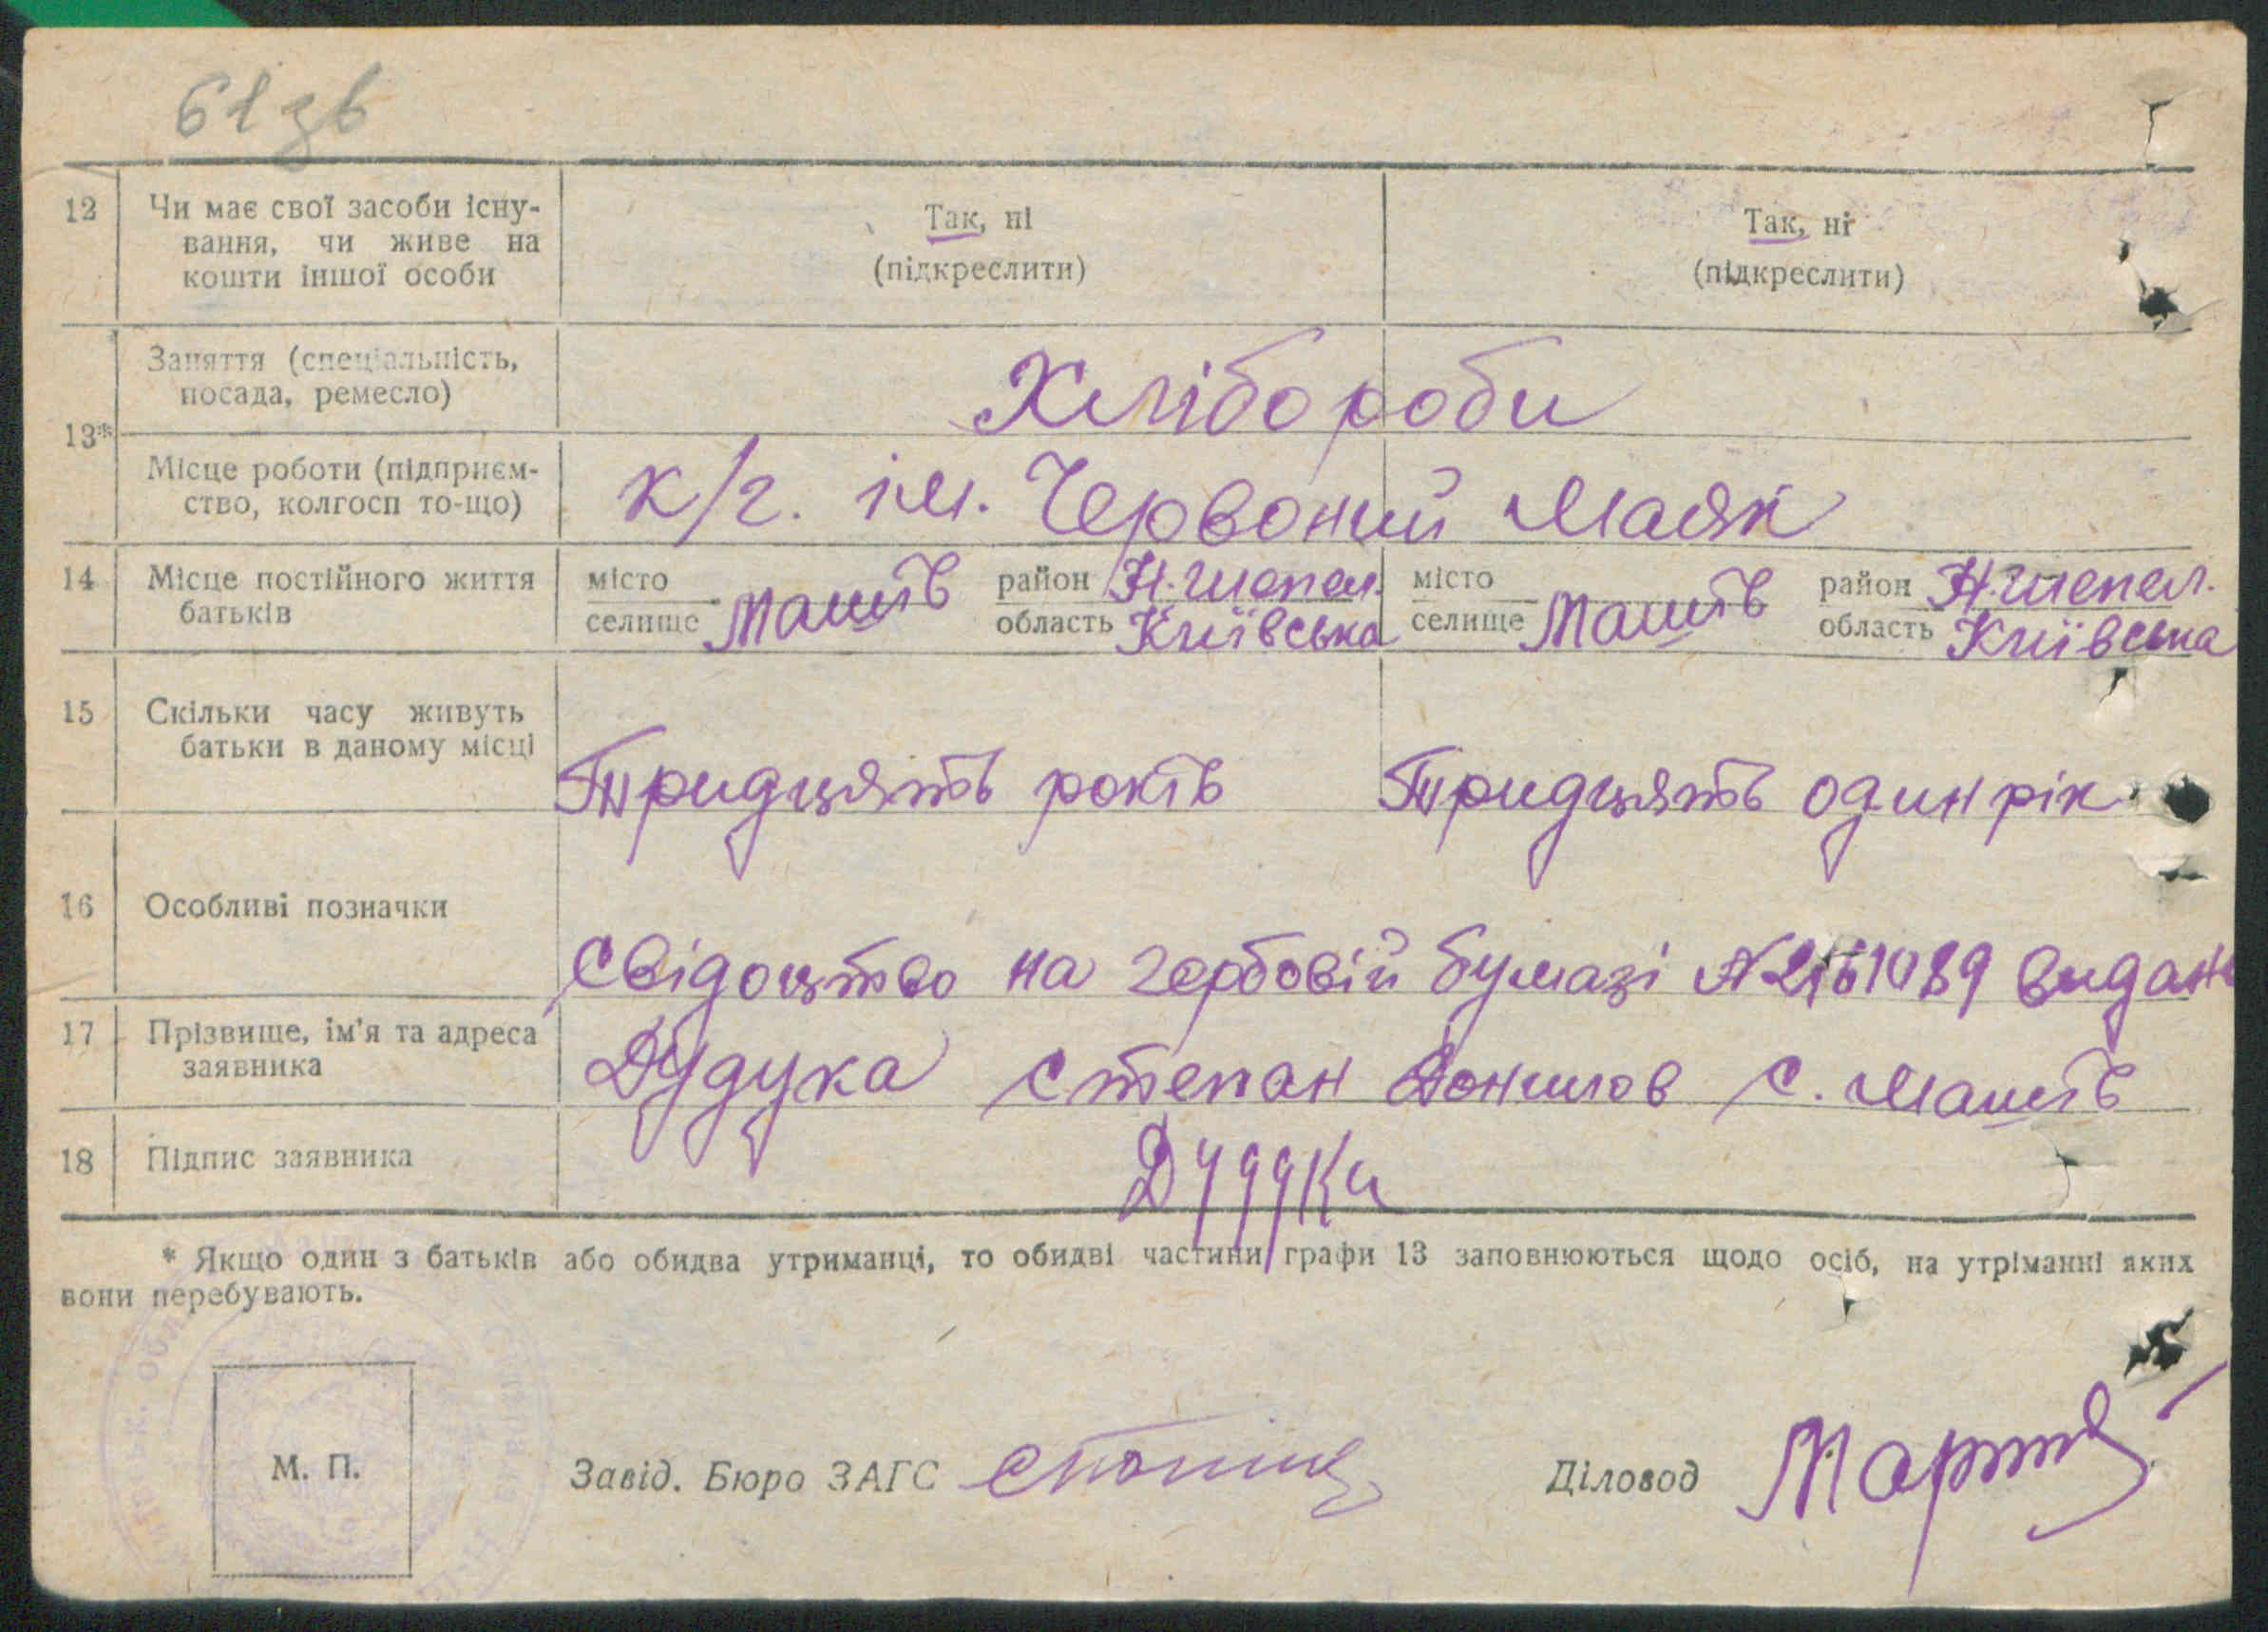 61 зв
12
Чи має свої засоби існу-
вання, чи живе на
кошти іншої особи
Так, ні
(підкреслити)
Так, ні
(підкреслити)
13*
Заняття (спеціальність,
посада, ремесло)
Хлібороби
Місце роботи (підприєм-
ство, колгосп то-що)
к/г. ім. Червоний Маяк
14
Місце постійного життя
батьків
місто
селище Машів
район Н. Шепел.
область Київська
місто
селище Машів
район Н. Шепел.
область Київська
15
Скільки часу живуть
батьки в даному місці
Тридцять років
Тридцять один рік
16
Особливі позначки
Свідоцтво на гербовій бумазі № видано
17
Прізвище, ім'я та адреса
заявника
Дудука Степан с. Машів
18
Підпис заявника
* Якщо один з батьків або обидва утриманці, то обидві частини графи 13 заповнюються щодо осіб, на утріманні яких
вони перебувають.
М. П.
Завід. Бюро ЗАГС
Діловод